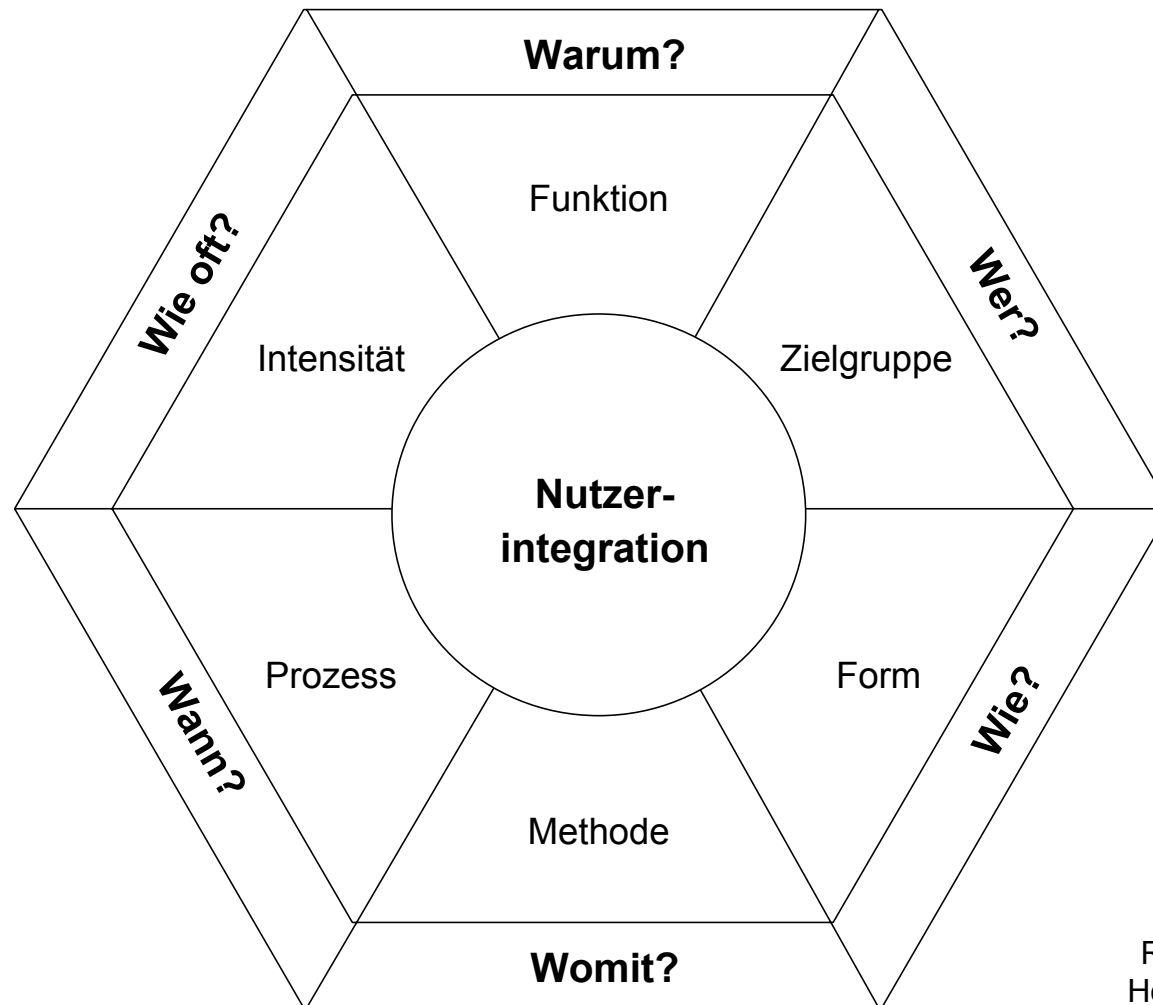 Warum?
Funktion
Wie oft?
Wer?
Intensität
Zielgruppe
Nutzer-
integration
Prozess
Form
Wann?
Wie?
Methode
Womit?